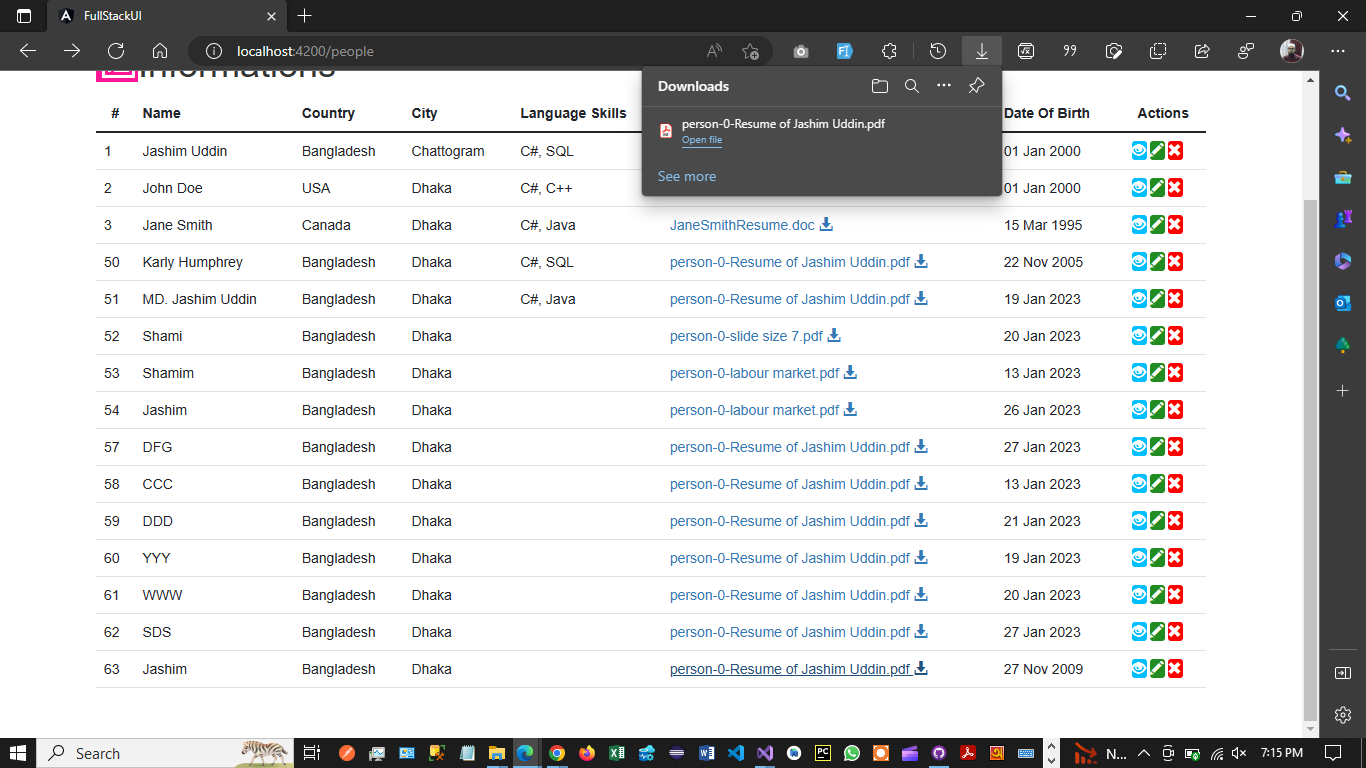 FullStackUI
localhost:4200/people
Informations
Downloads
person-0-Resume of Jashim Uddin.pdf
Open file
See more
# Name Country City Language Skills Date Of Birth Actions
1 Jashim Uddin Bangladesh Chattogram C#, SQL 01 Jan 2000
2 John Doe USA Dhaka C#, C++ 01 Jan 2000
3 Jane Smith Canada Dhaka C#, Java JaneSmithResume.doc 15 Mar 1995
50 Karly Humphrey Bangladesh Dhaka C#, SQL person-0-Resume of Jashim Uddin.pdf 22 Nov 2005
51 MD. Jashim Uddin Bangladesh Dhaka C#, Java person-0-Resume of Jashim Uddin.pdf 19 Jan 2023
52 Shami Bangladesh Dhaka person-0-slide size 7.pdf 20 Jan 2023
53 Shamim Bangladesh Dhaka person-0-labour market.pdf 13 Jan 2023
54 Jashim Bangladesh Dhaka person-0-labour market.pdf 26 Jan 2023
57 DFG Bangladesh Dhaka person-0-Resume of Jashim Uddin.pdf 27 Jan 2023
58 CCC Bangladesh Dhaka person-0-Resume of Jashim Uddin.pdf 13 Jan 2023
59 DDD Bangladesh Dhaka person-0-Resume of Jashim Uddin.pdf 21 Jan 2023
60 YYY Bangladesh Dhaka person-0-Resume of Jashim Uddin.pdf 19 Jan 2023
61 WWW Bangladesh Dhaka person-0-Resume of Jashim Uddin.pdf 20 Jan 2023
62 SDS Bangladesh Dhaka person-0-Resume of Jashim Uddin.pdf 27 Jan 2023
63 Jashim Bangladesh Dhaka person-0-Resume of Jashim Uddin.pdf 27 Nov 2009
Search N... 7:15 PM